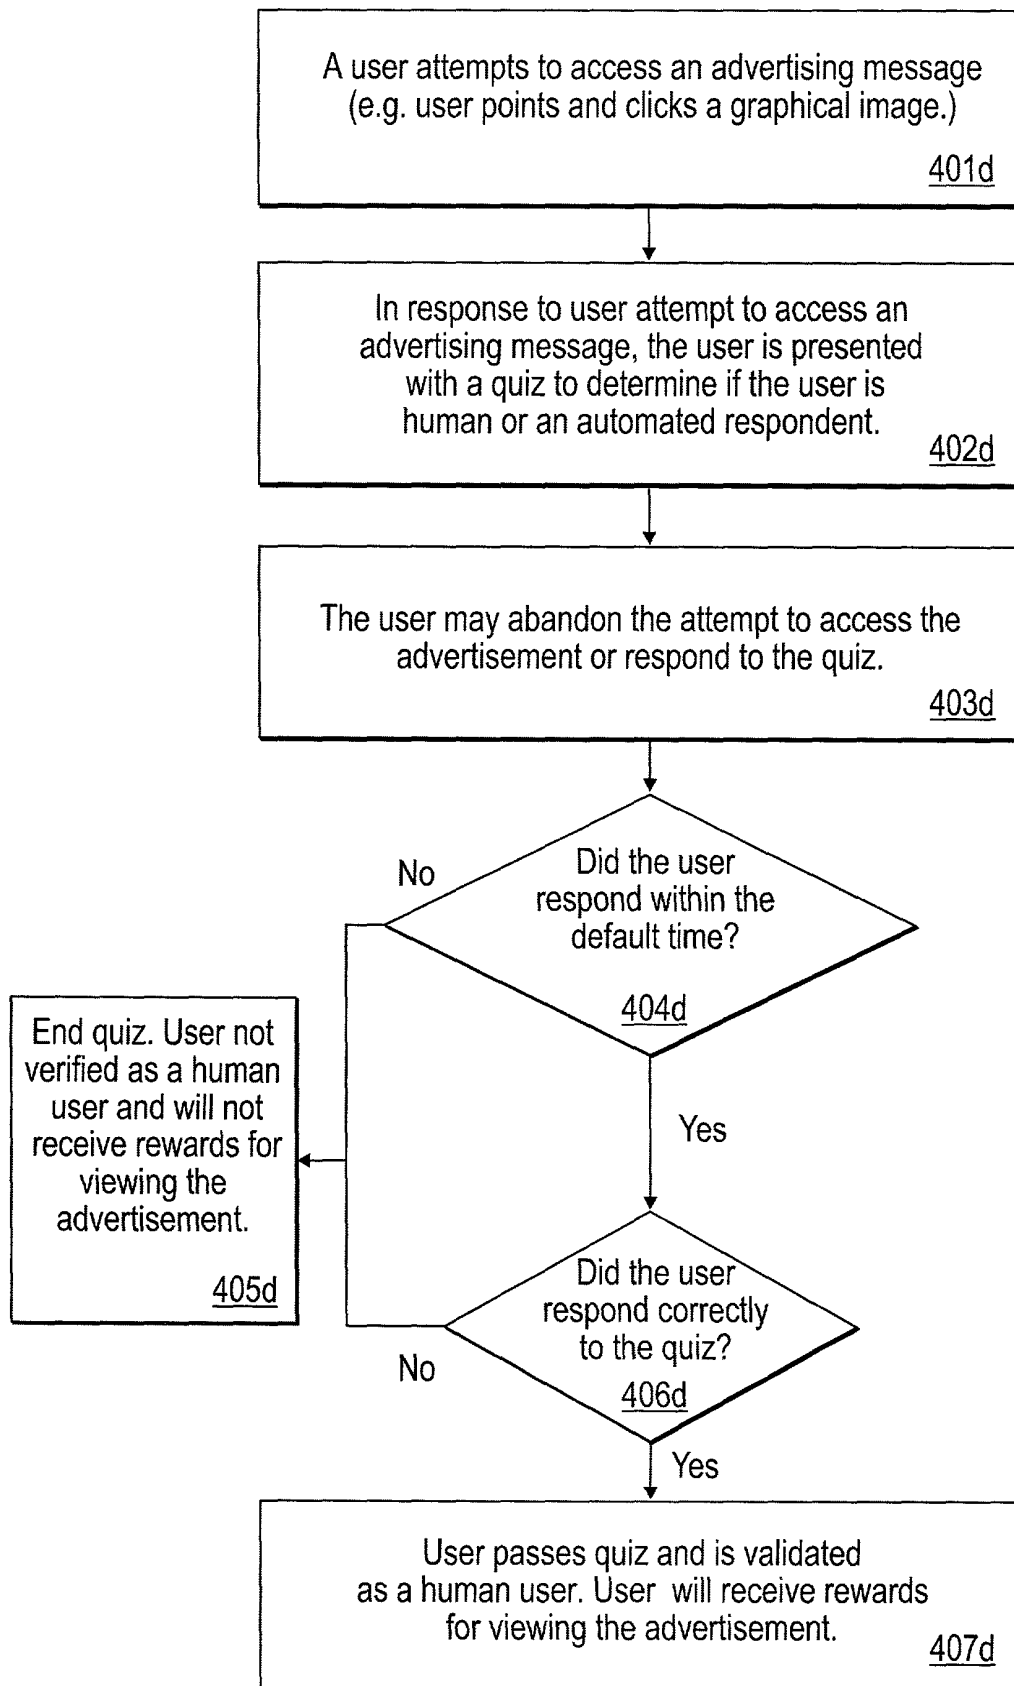 A user attempts to access an advertising message
(e.g. user points and clicks a graphical image.)
401d
In response to user attempt to access an
advertising message, the user is presented
with a quiz to determine if the user is
human or an automated respondent.
402d
The user may abandon the attempt to access the
advertisement or respond to the quiz.
403d
No
Did the user
respond within the
default time?
404d
End quiz. User not
verified as a human
user and will not
receive rewards for
viewing the
advertisement.
405d
Yes
Did the user
respond correctly
to the quiz?
406d
No
Yes
User passes quiz and is validated
as a human user. User will receive rewards
for viewing the advertisement.
407d